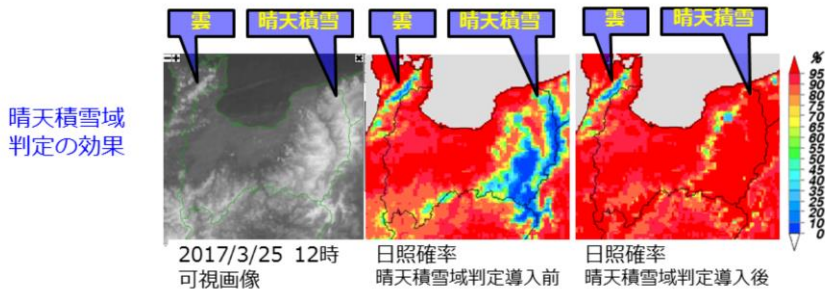 雲
晴天積雪
雲
晴天積雪
雲
晴天積雪
晴天積雪域
判定の効果
%
95
90
85
80
75
70
65
60
55
50
45
40
35
30
25
20
15
10
0
2017/3/25 12時
可視画像
日照確率
晴天積雪域判定導入前
日照確率
晴天積雪域判定導入後